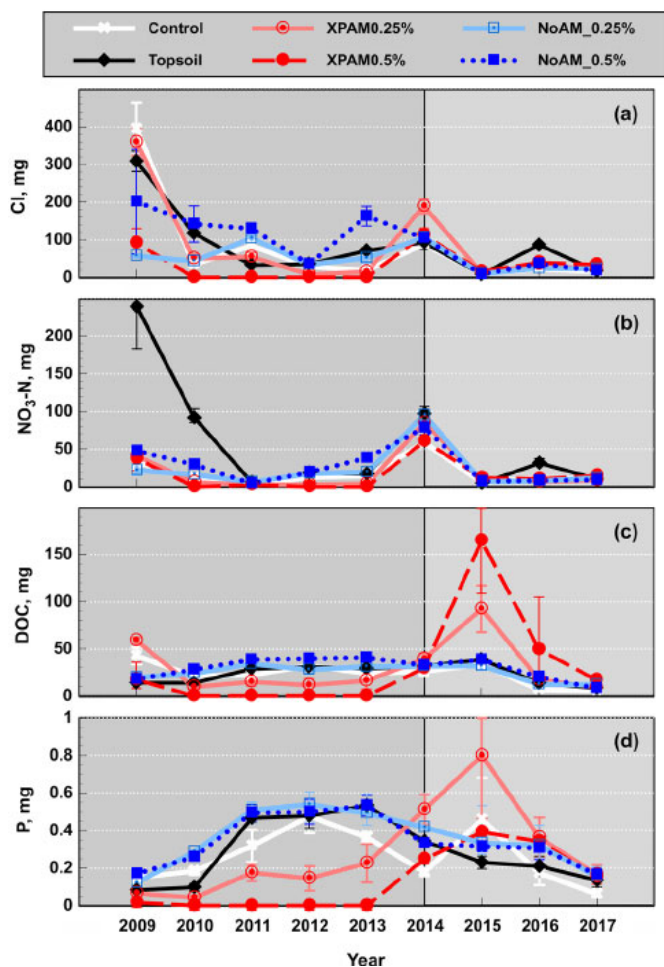 Control XPAM0.25% NoAM_0.25%
Topsoil XPAM0.5% NoAM_0.5%
(a)
400
300
200
100
0
Cl, mg
(b)
200
150
100
50
0
NO₃-N, mg
(c)
150
100
50
0
DOC, mg
(d)
1
0.8
0.6
0.4
0.2
0
P, mg
2009 2010 2011 2012 2013 2014 2015 2016 2017
Year